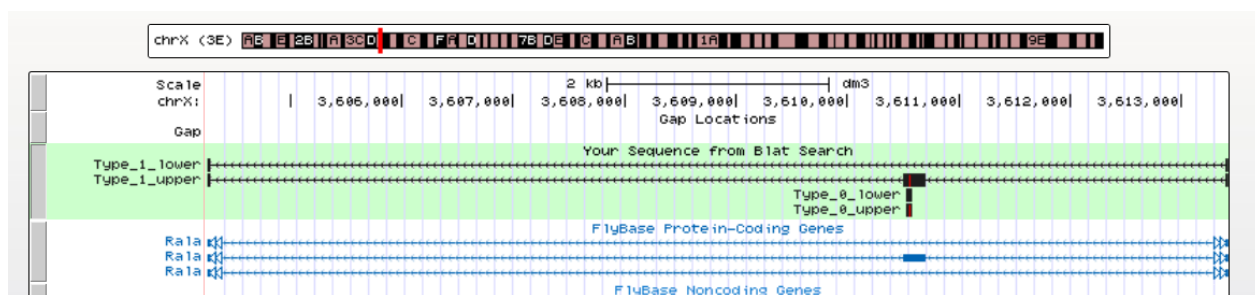 chrX (3E) AB E 2B A 3C D C F A D 7B DE C AB 1A 9E
Scale 2 kb dm3
chrX: 3,606,000 3,607,000 3,608,000 3,609,000 3,610,000 3,611,000 3,612,000 3,613,000
Gap Locations
Gap
Your Sequence from Blat Search
Type_1_lower
Type_1_upper
Type_0_lower
Type_0_upper
FlyBase Protein-Coding Genes
Rala
Rala
Rala
FlyBase Noncoding Genes